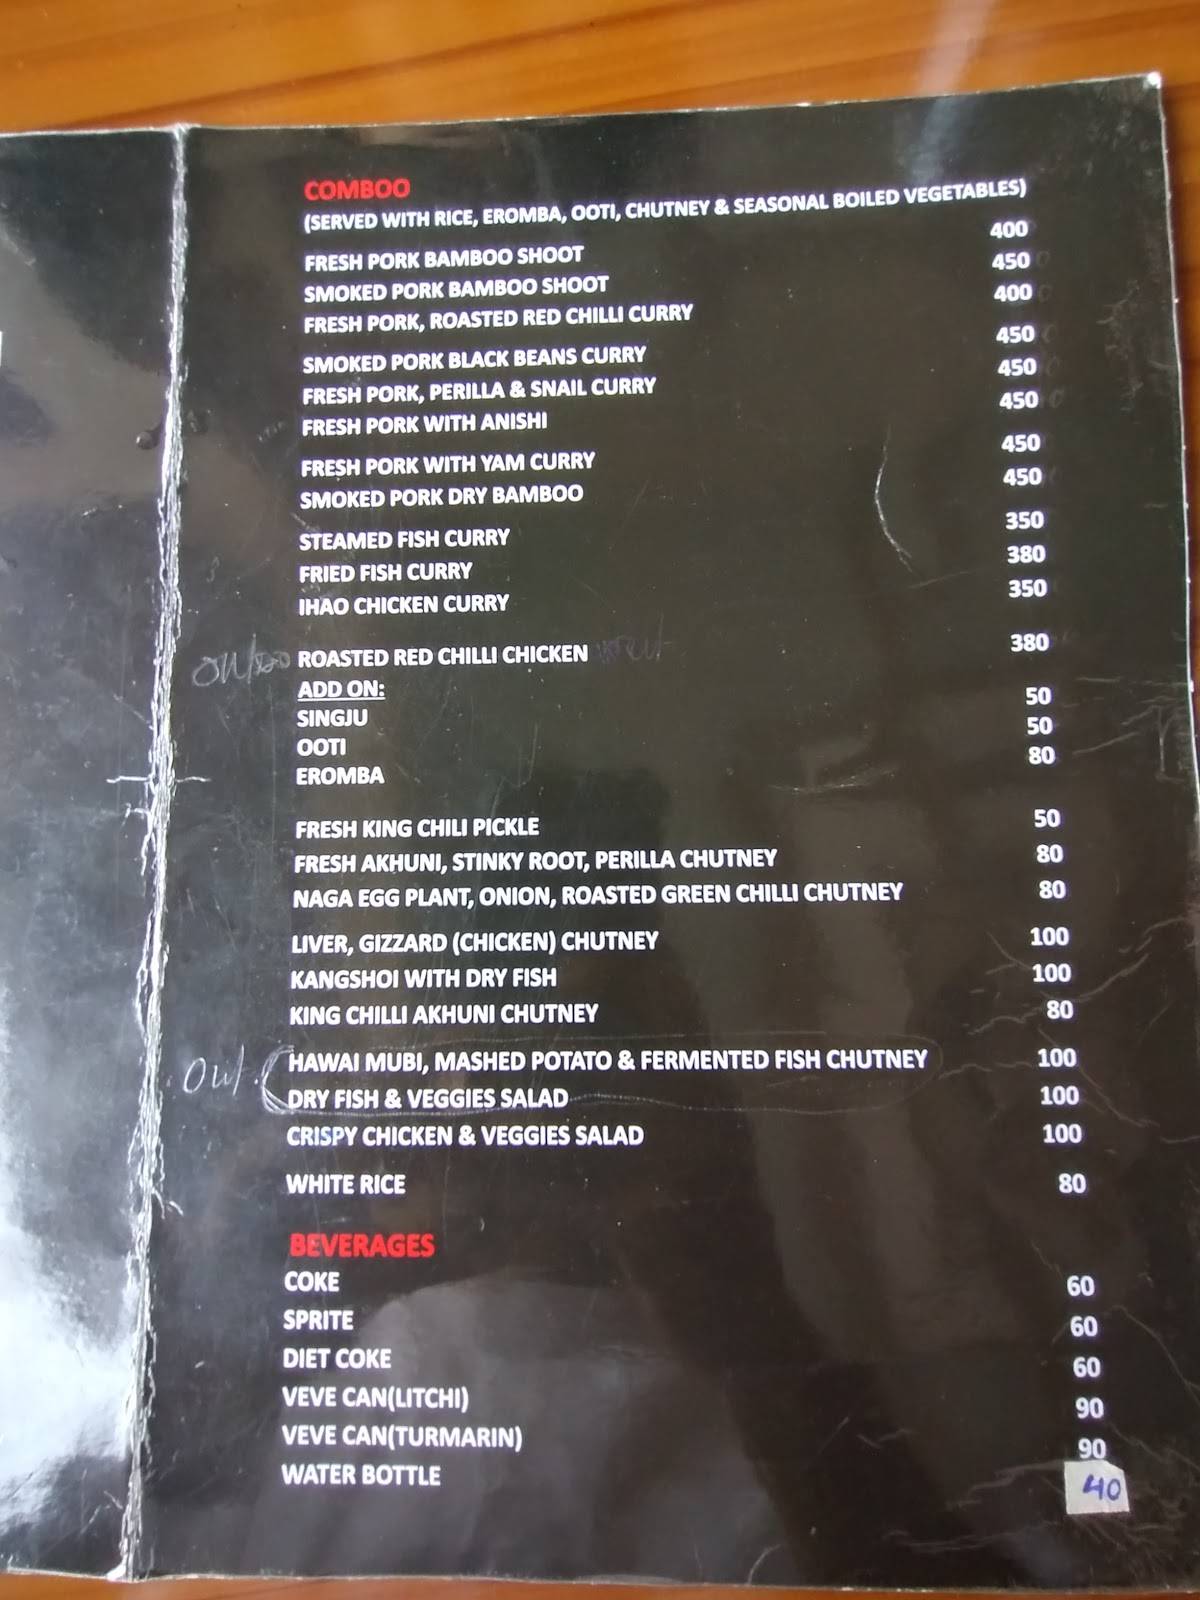 COMBOO
(SERVED WITH RICE, EROMBA, OOTI, CHUTNEY & SEASONAL BOILED VEGETABLES)
FRESH PORK BAMBOO SHOOT 400
SMOKED PORK BAMBOO SHOOT 450
FRESH PORK, ROASTED RED CHILLI CURRY 400
SMOKED PORK BLACK BEANS CURRY 450
FRESH PORK, PERILLA & SNAIL CURRY 450
FRESH PORK WITH ANISHI 450
FRESH PORK WITH YAM CURRY 450
SMOKED PORK DRY BAMBOO 450
STEAMED FISH CURRY 350
FRIED FISH CURRY 380
IHAO CHICKEN CURRY 350
ROASTED RED CHILLI CHICKEN 380
ADD ON:
SINGJU 50
OOTI 50
EROMBA 80
FRESH KING CHILI PICKLE 50
FRESH AKHUNI, STINKY ROOT, PERILLA CHUTNEY 80
NAGA EGG PLANT, ONION, ROASTED GREEN CHILLI CHUTNEY 80
LIVER, GIZZARD (CHICKEN) CHUTNEY 100
KANGSHOI WITH DRY FISH 100
KING CHILLI AKHUNI CHUTNEY 80
Out HAWAI MUBI, MASHED POTATO & FERMENTED FISH CHUTNEY 100
DRY FISH & VEGGIES SALAD 100
CRISPY CHICKEN & VEGGIES SALAD 100
WHITE RICE 80
BEVERAGES
COKE 60
SPRITE 60
DIET COKE 60
VEVE CAN(LITCHI) 90
VEVE CAN(TURMARIN) 90
WATER BOTTLE 40